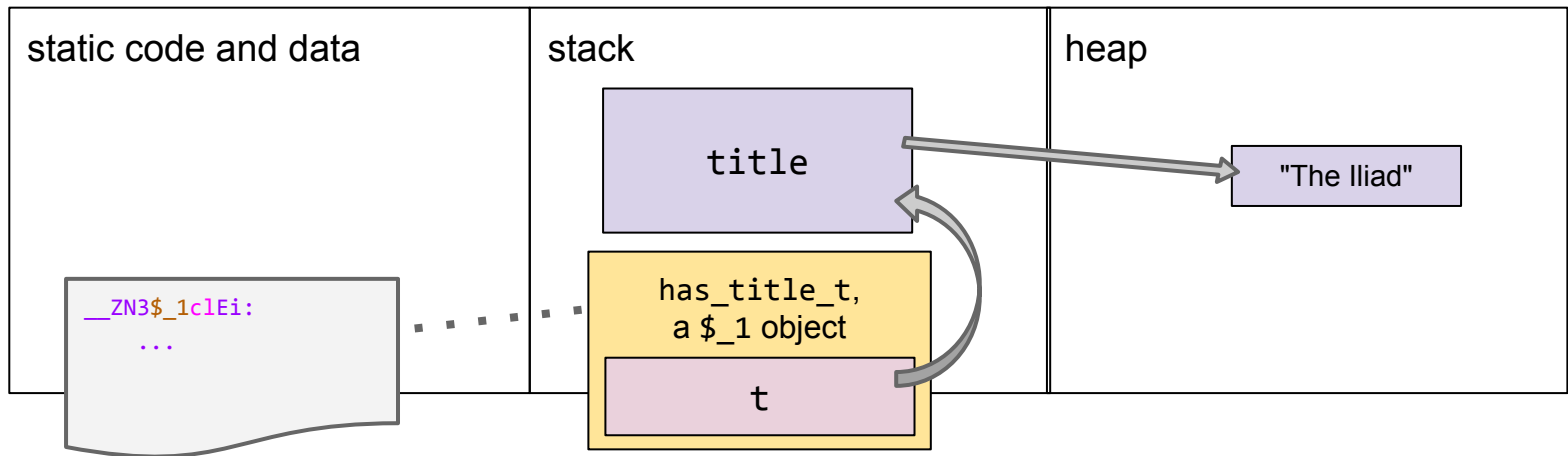 static code and data
stack
heap
title
"The Iliad"
__ZN3$_1clEi:
...
has_title_t,
a $_1 object
t